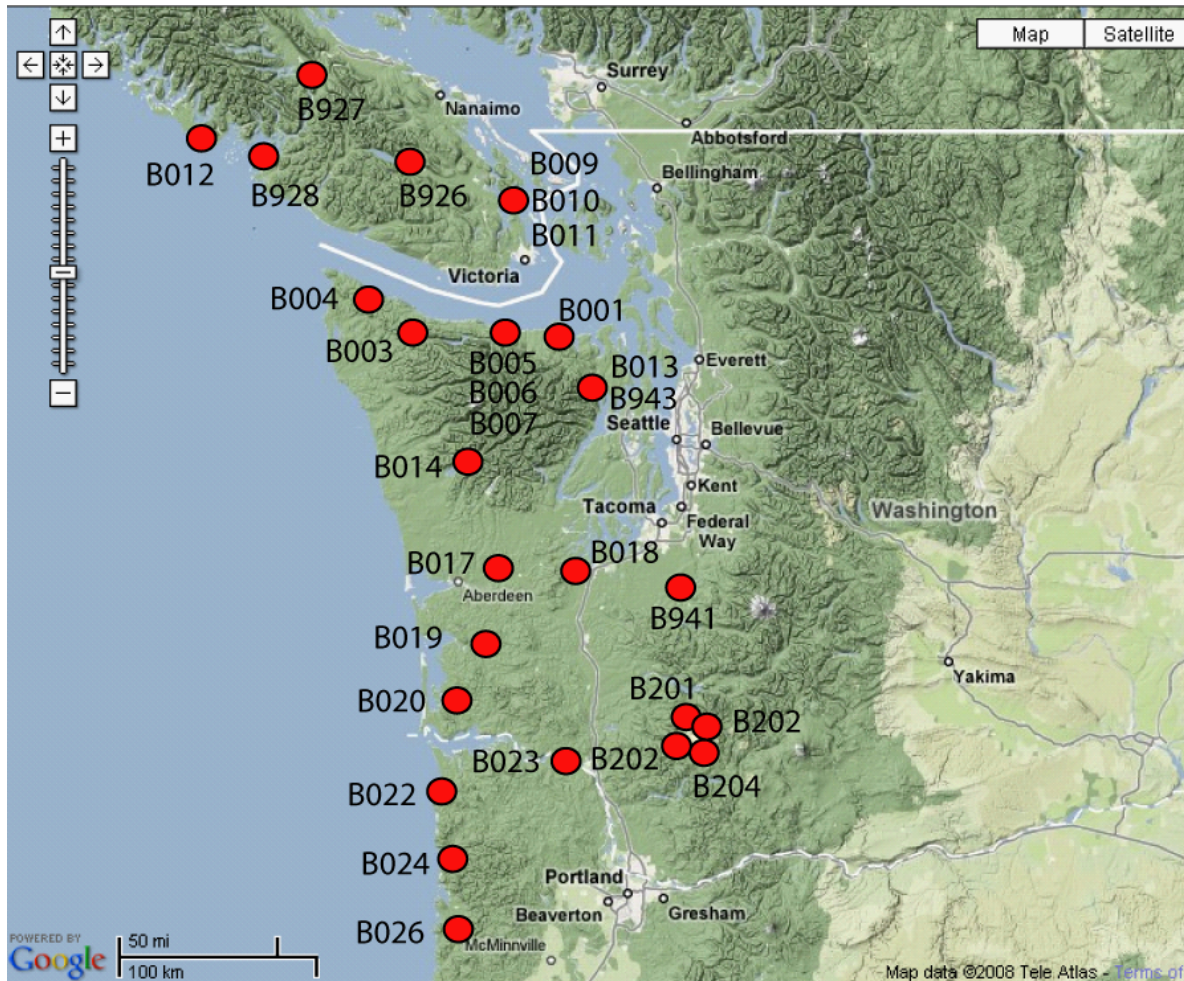 Map
Satellite
Surrey
B927
Nanaimo
Abbotsford
B012
B928
B926
B009
Bellingham
B010
B011
Victoria
B004
B001
B003
B005
B013
Everett
B006
B943
B007
Seattle
Bellevue
B014
Kent
Tacoma
Federal
Way
Washington
B017
B018
Aberdeen
B941
B019
Yakima
B201
B020
B202
B023
B202
B204
B022
B024
Portland
Beaverton
Gresham
B026
McMinnville
POWERED BY
Google
50 mi
100 km
Map data ©2008 Tele Atlas - Terms of